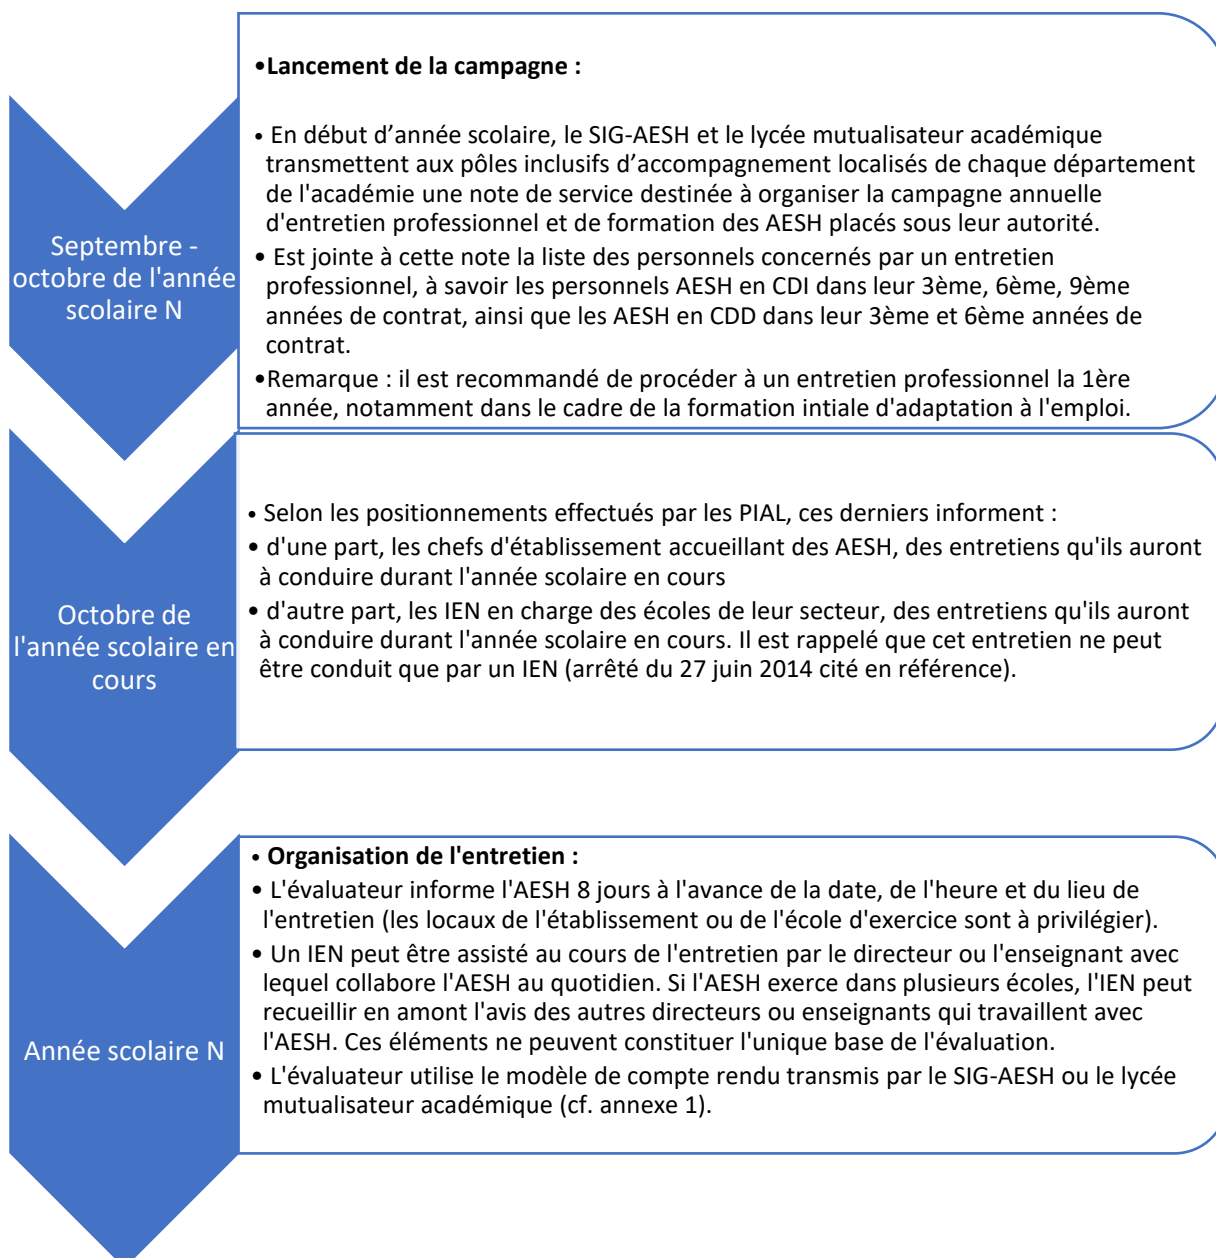 Septembre -
octobre de l'année
scolaire N
•Lancement de la campagne :
• En début d'année scolaire, le SIG-AESH et le lycée mutualisateur académique
transmettent aux pôles inclusifs d'accompagnement localisés de chaque département
de l'académie une note de service destinée à organiser la campagne annuelle
d'entretien professionnel et de formation des AESH placés sous leur autorité.
• Est jointe à cette note la liste des personnels concernés par un entretien
professionnel, à savoir les personnels AESH en CDI dans leur 3ème, 6ème, 9ème
années de contrat, ainsi que les AESH en CDD dans leur 3ème et 6ème années de
contrat.
•Remarque : il est recommandé de procéder à un entretien professionnel la 1ère
année, notamment dans le cadre de la formation intiale d'adaptation à l'emploi.
Octobre de
l'année scolaire en
cours
• Selon les positionnements effectués par les PIAL, ces derniers informent :
• d'une part, les chefs d'établissement accueillant des AESH, des entretiens qu'ils auront
à conduire durant l'année scolaire en cours
• d'autre part, les IEN en charge des écoles de leur secteur, des entretiens qu'ils auront
à conduire durant l'année scolaire en cours. Il est rappelé que cet entretien ne peut
être conduit que par un IEN (arrêté du 27 juin 2014 cité en référence).
Année scolaire N
• Organisation de l'entretien :
• L'évaluateur informe l'AESH 8 jours à l'avance de la date, de l'heure et du lieu de
l'entretien (les locaux de l'établissement ou de l'école d'exercice sont à privilégier).
• Un IEN peut être assisté au cours de l'entretien par le directeur ou l'enseignant avec
lequel collabore l'AESH au quotidien. Si l'AESH exerce dans plusieurs écoles, l'IEN peut
recueillir en amont l'avis des autres directeurs ou enseignants qui travaillent avec
l'AESH. Ces éléments ne peuvent constituer l'unique base de l'évaluation.
• L'évaluateur utilise le modèle de compte rendu transmis par le SIG-AESH ou le lycée
mutualisateur académique (cf. annexe 1).